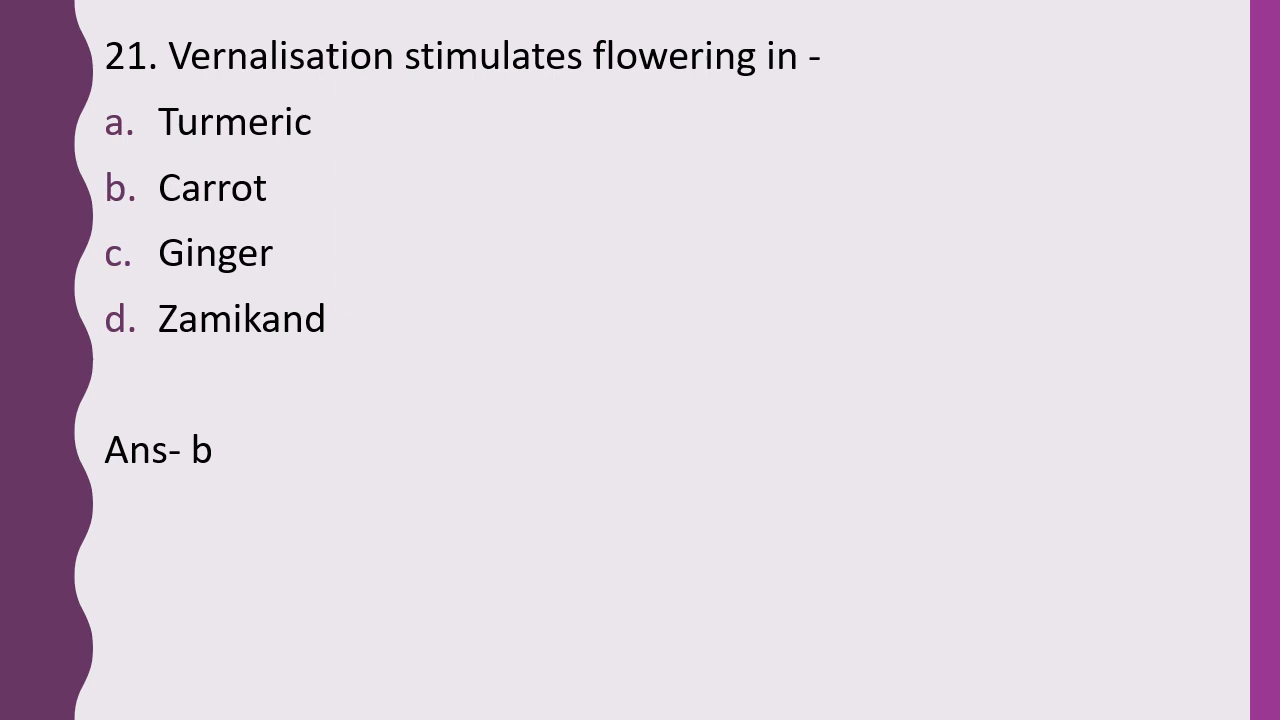 21. Vernalisation stimulates flowering in -
a. Turmeric
b. Carrot
c. Ginger
d. Zamikand
Ans- b